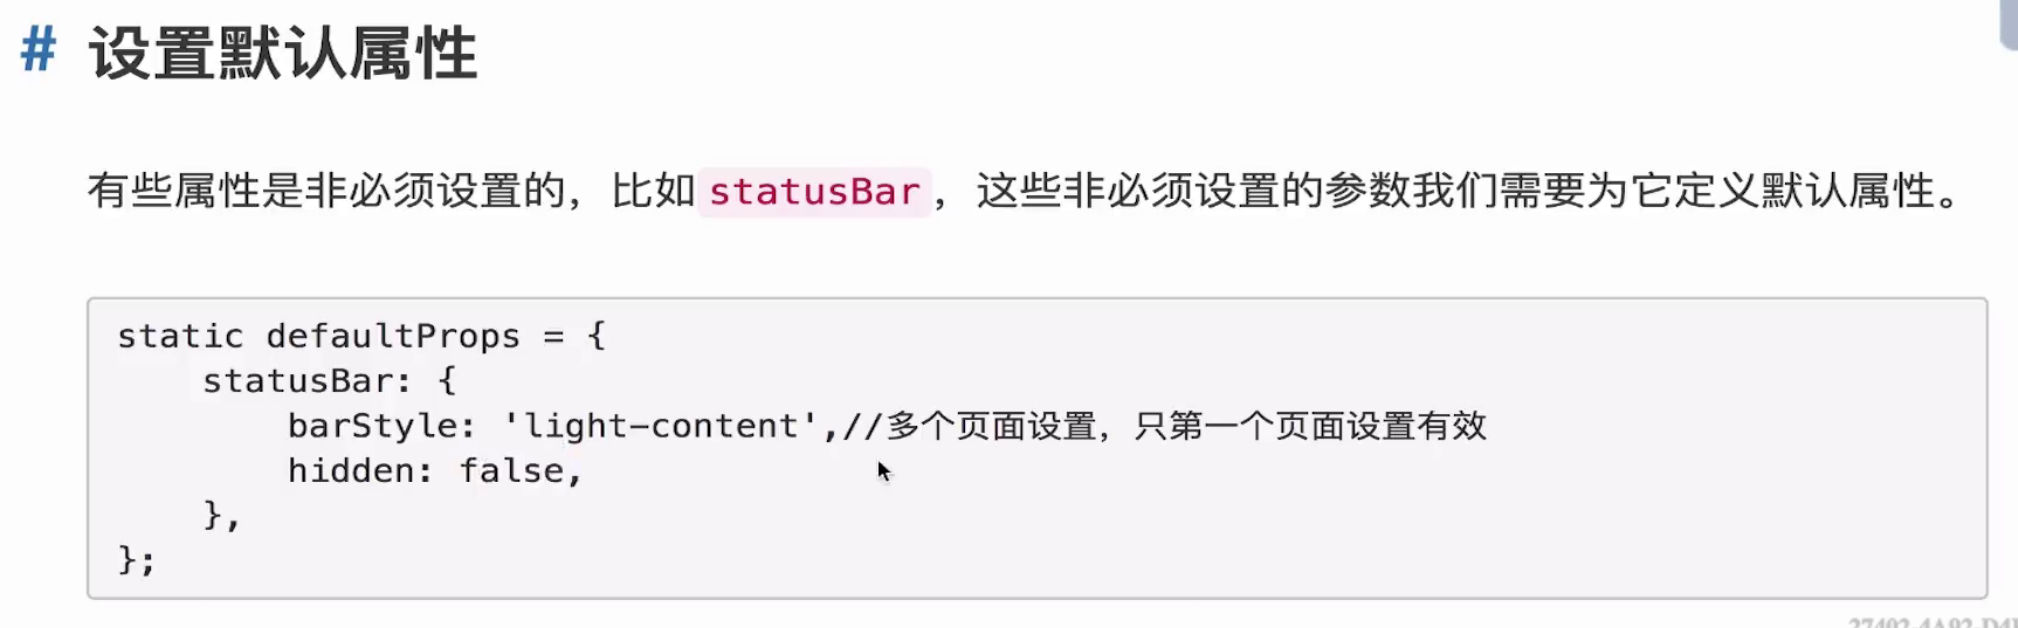 # 设置默认属性
有些属性是非必须设置的，比如 statusBar ，这些非必须设置的参数我们需要为它定义默认属性。
static defaultProps = {
    statusBar: {
        barStyle: 'light-content',//多个页面设置，只第一个页面设置有效
        hidden: false,
    },
};